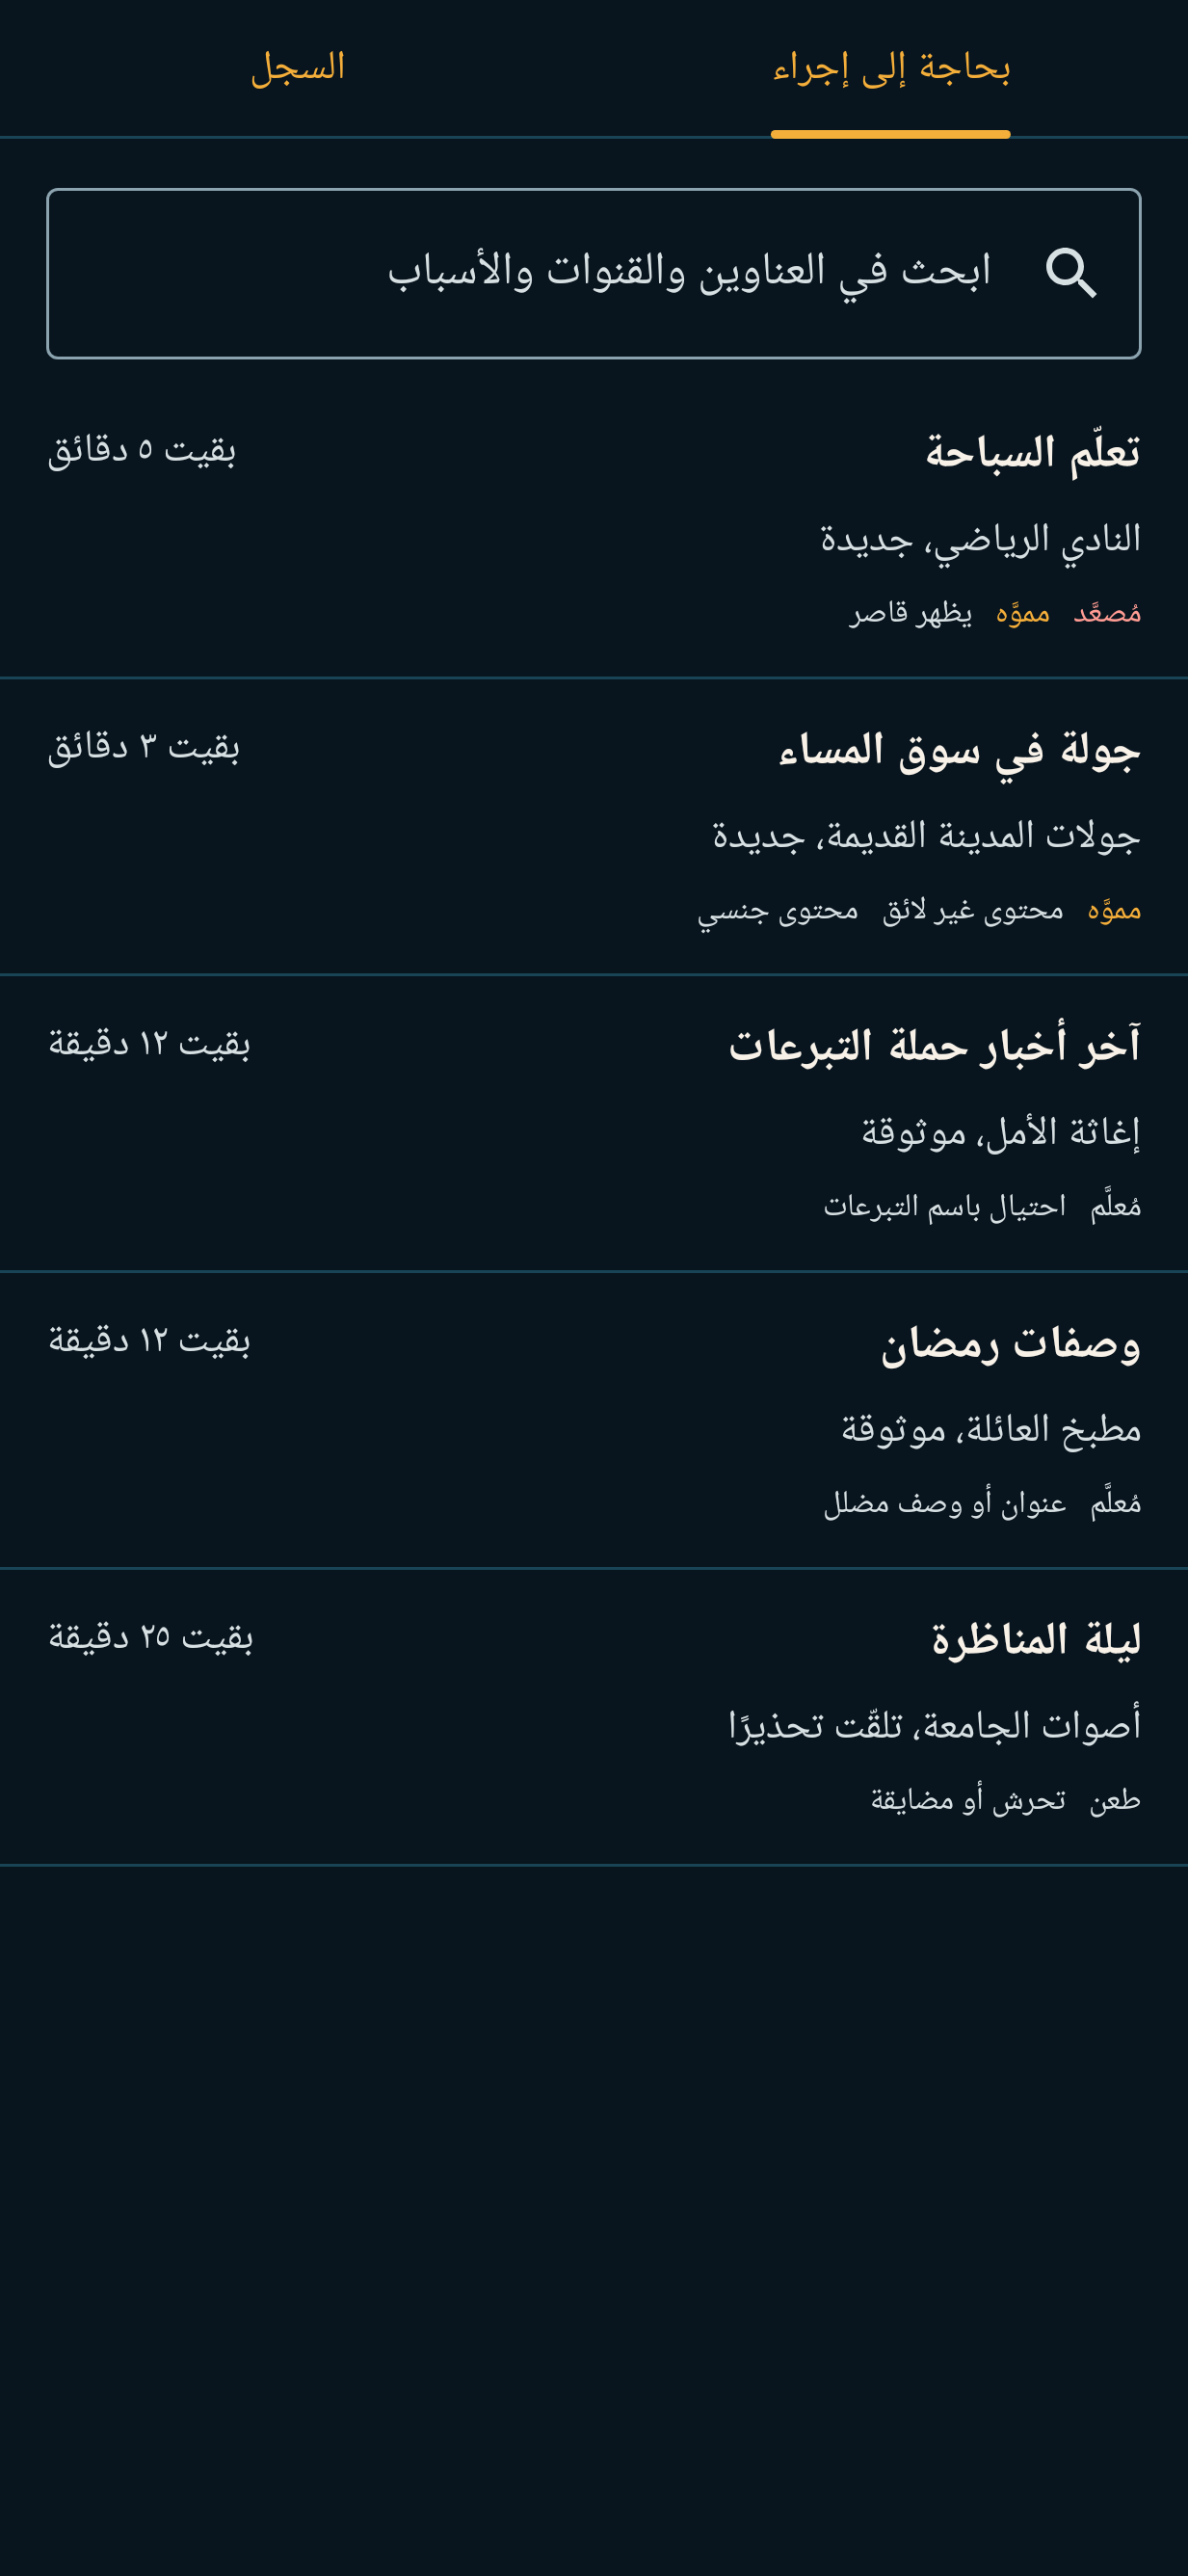 بحاجة إلى إجراء السجل
ابحث في العناوين والقنوات والأسباب
تعلّم السباحة بقيت ٥ دقائق
النادي الرياضي، جديدة
مُصعَّد مموَّه يظهر قاصر
جولة في سوق المساء بقيت ٣ دقائق
جولات المدينة القديمة، جديدة
مموَّه محتوى غير لائق محتوى جنسي
آخر أخبار حملة التبرعات بقيت ١٢ دقيقة
إغاثة الأمل، موثوقة
مُعلَّم احتيال باسم التبرعات
وصفات رمضان بقيت ١٢ دقيقة
مطبخ العائلة، موثوقة
مُعلَّم عنوان أو وصف مضلل
ليلة المناظرة بقيت ٢٥ دقيقة
أصوات الجامعة، تلقّت تحذيرًا
طعن تحرش أو مضايقة